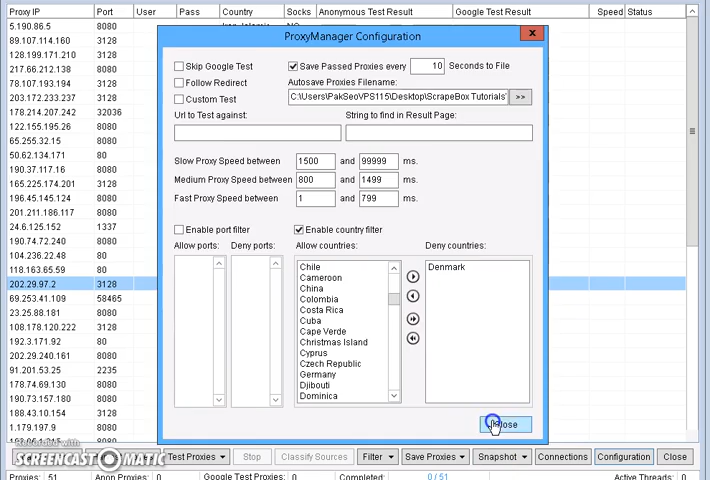 Proxy IP Port User Pass Country Socks Anonymous Test Result Google Test Result Speed Status
5.190.86.5 8080
89.107.114.160 3128
128.199.171.210 3128
217.66.212.138 8080
78.107.193.194 3128
203.172.233.237 3128
178.214.207.242 32036
122.155.195.26 8080
65.255.32.15 8080
50.62.134.171 80
190.37.117.16 8080
165.225.174.201 3128
196.45.145.124 8080
201.211.186.117 8080
24.6.125.152 1337
190.74.72.240 8080
104.236.22.48 80
118.163.65.59 80
202.29.97.2 3128
69.253.41.109 58465
23.25.88.181 8080
108.178.120.222 3128
192.3.171.92 80
202.29.240.161 8080
91.201.53.25 2235
178.74.69.130 8080
190.73.157.180 8080
188.43.10.154 3128
1.179.197.9 8080
ProxyManager Configuration
x
Skip Google Test
Save Passed Proxies every 10 Seconds to File
Follow Redirect
Autosave Proxies Filename:
Custom Test
C:\Users\PakSeoVPS115\Desktop\ScrapeBox Tutorials\ >>
Url to Test against: String to find in Result Page:
Slow Proxy Speed between 1500 and 99999 ms.
Medium Proxy Speed between 800 and 1499 ms.
Fast Proxy Speed between 1 and 799 ms.
Enable port filter
Enable country filter
Allow ports: Deny ports: Allow countries: Deny countries:
Chile
Cameroon
China
Colombia
Costa Rica
Cuba
Cape Verde
Christmas Island
Cyprus
Czech Republic
Germany
Djibouti
Dominica
Denmark
Recorded with
SCREENCAST-O-MATIC
Test Proxies Stop Classify Sources Filter Save Proxies Snapshot Connections Configuration Close
Proxies: 51 Anon Proxies: 0 Google Test Proxies: 0 Completed: 0/51 Active Threads: 0